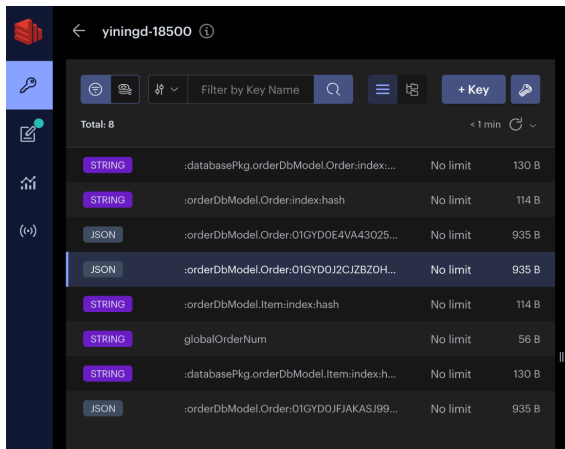 yiningd-18500
Filter by Key Name
+ Key
Total: 8
< 1 min
STRING :databasePkg.orderDbModel.Order:index:... No limit 130 B
STRING :orderDbModel.Order:index:hash No limit 114 B
JSON :orderDbModel.Order:01GYD0E4VA43025... No limit 935 B
JSON :orderDbModel.Order:01GYD0J2CJZBZ0H... No limit 935 B
STRING :orderDbModel.Item:index:hash No limit 114 B
STRING globalOrderNum No limit 56 B
STRING :databasePkg.orderDbModel.Item:index:h... No limit 130 B
JSON :orderDbModel.Order:01GYD0JFJAKASJ99... No limit 935 B